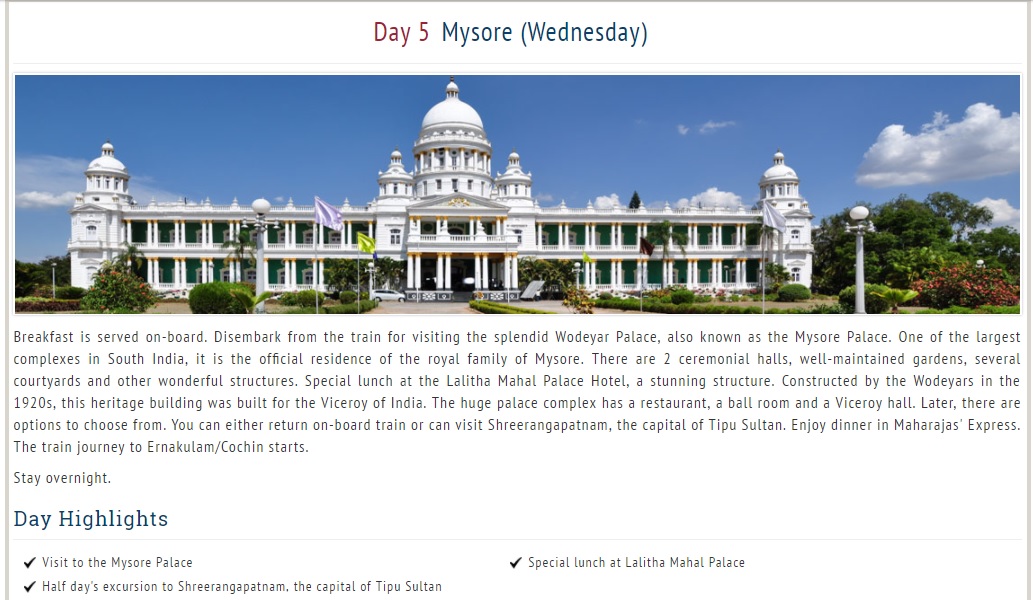 Day 5 Mysore (Wednesday)
Breakfast is served on-board. Disembark from the train for visiting the splendid Wodeyar Palace, also known as the Mysore Palace. One of the largest
complexes in South India, it is the official residence of the royal family of Mysore. There are 2 ceremonial halls, well-maintained gardens, several
courtyards and other wonderful structures. Special lunch at the Lalitha Mahal Palace Hotel, a stunning structure. Constructed by the Wodeyars in the
1920s, this heritage building was built for the Viceroy of India. The huge palace complex has a restaurant, a ball room and a Viceroy hall. Later, there are
options to choose from. You can either return on-board train or can visit Shreerangapatnam, the capital of Tipu Sultan. Enjoy dinner in Maharajas' Express.
The train journey to Ernakulam/Cochin starts.
Stay overnight.
Day Highlights
Visit to the Mysore Palace
Special lunch at Lalitha Mahal Palace
Half day's excursion to Shreerangapatnam, the capital of Tipu Sultan